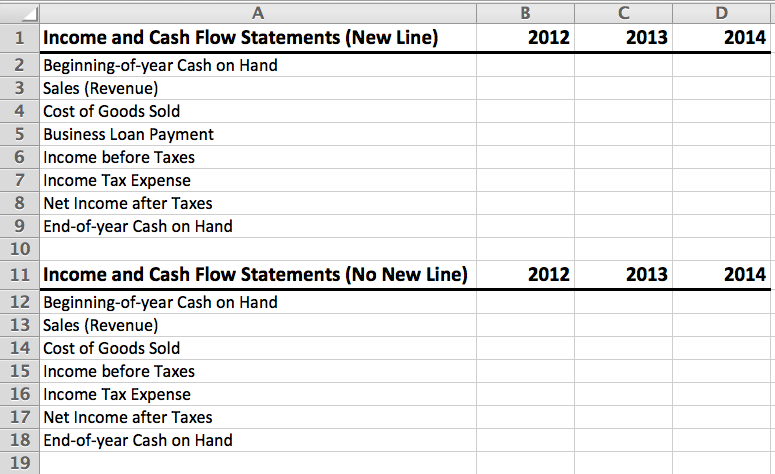 A B C D
1 Income and Cash Flow Statements (New Line) 2012 2013 2014
2 Beginning-of-year Cash on Hand
3 Sales (Revenue)
4 Cost of Goods Sold
5 Business Loan Payment
6 Income before Taxes
7 Income Tax Expense
8 Net Income after Taxes
9 End-of-year Cash on Hand
10
11 Income and Cash Flow Statements (No New Line) 2012 2013 2014
12 Beginning-of-year Cash on Hand
13 Sales (Revenue)
14 Cost of Goods Sold
15 Income before Taxes
16 Income Tax Expense
17 Net Income after Taxes
18 End-of-year Cash on Hand
19